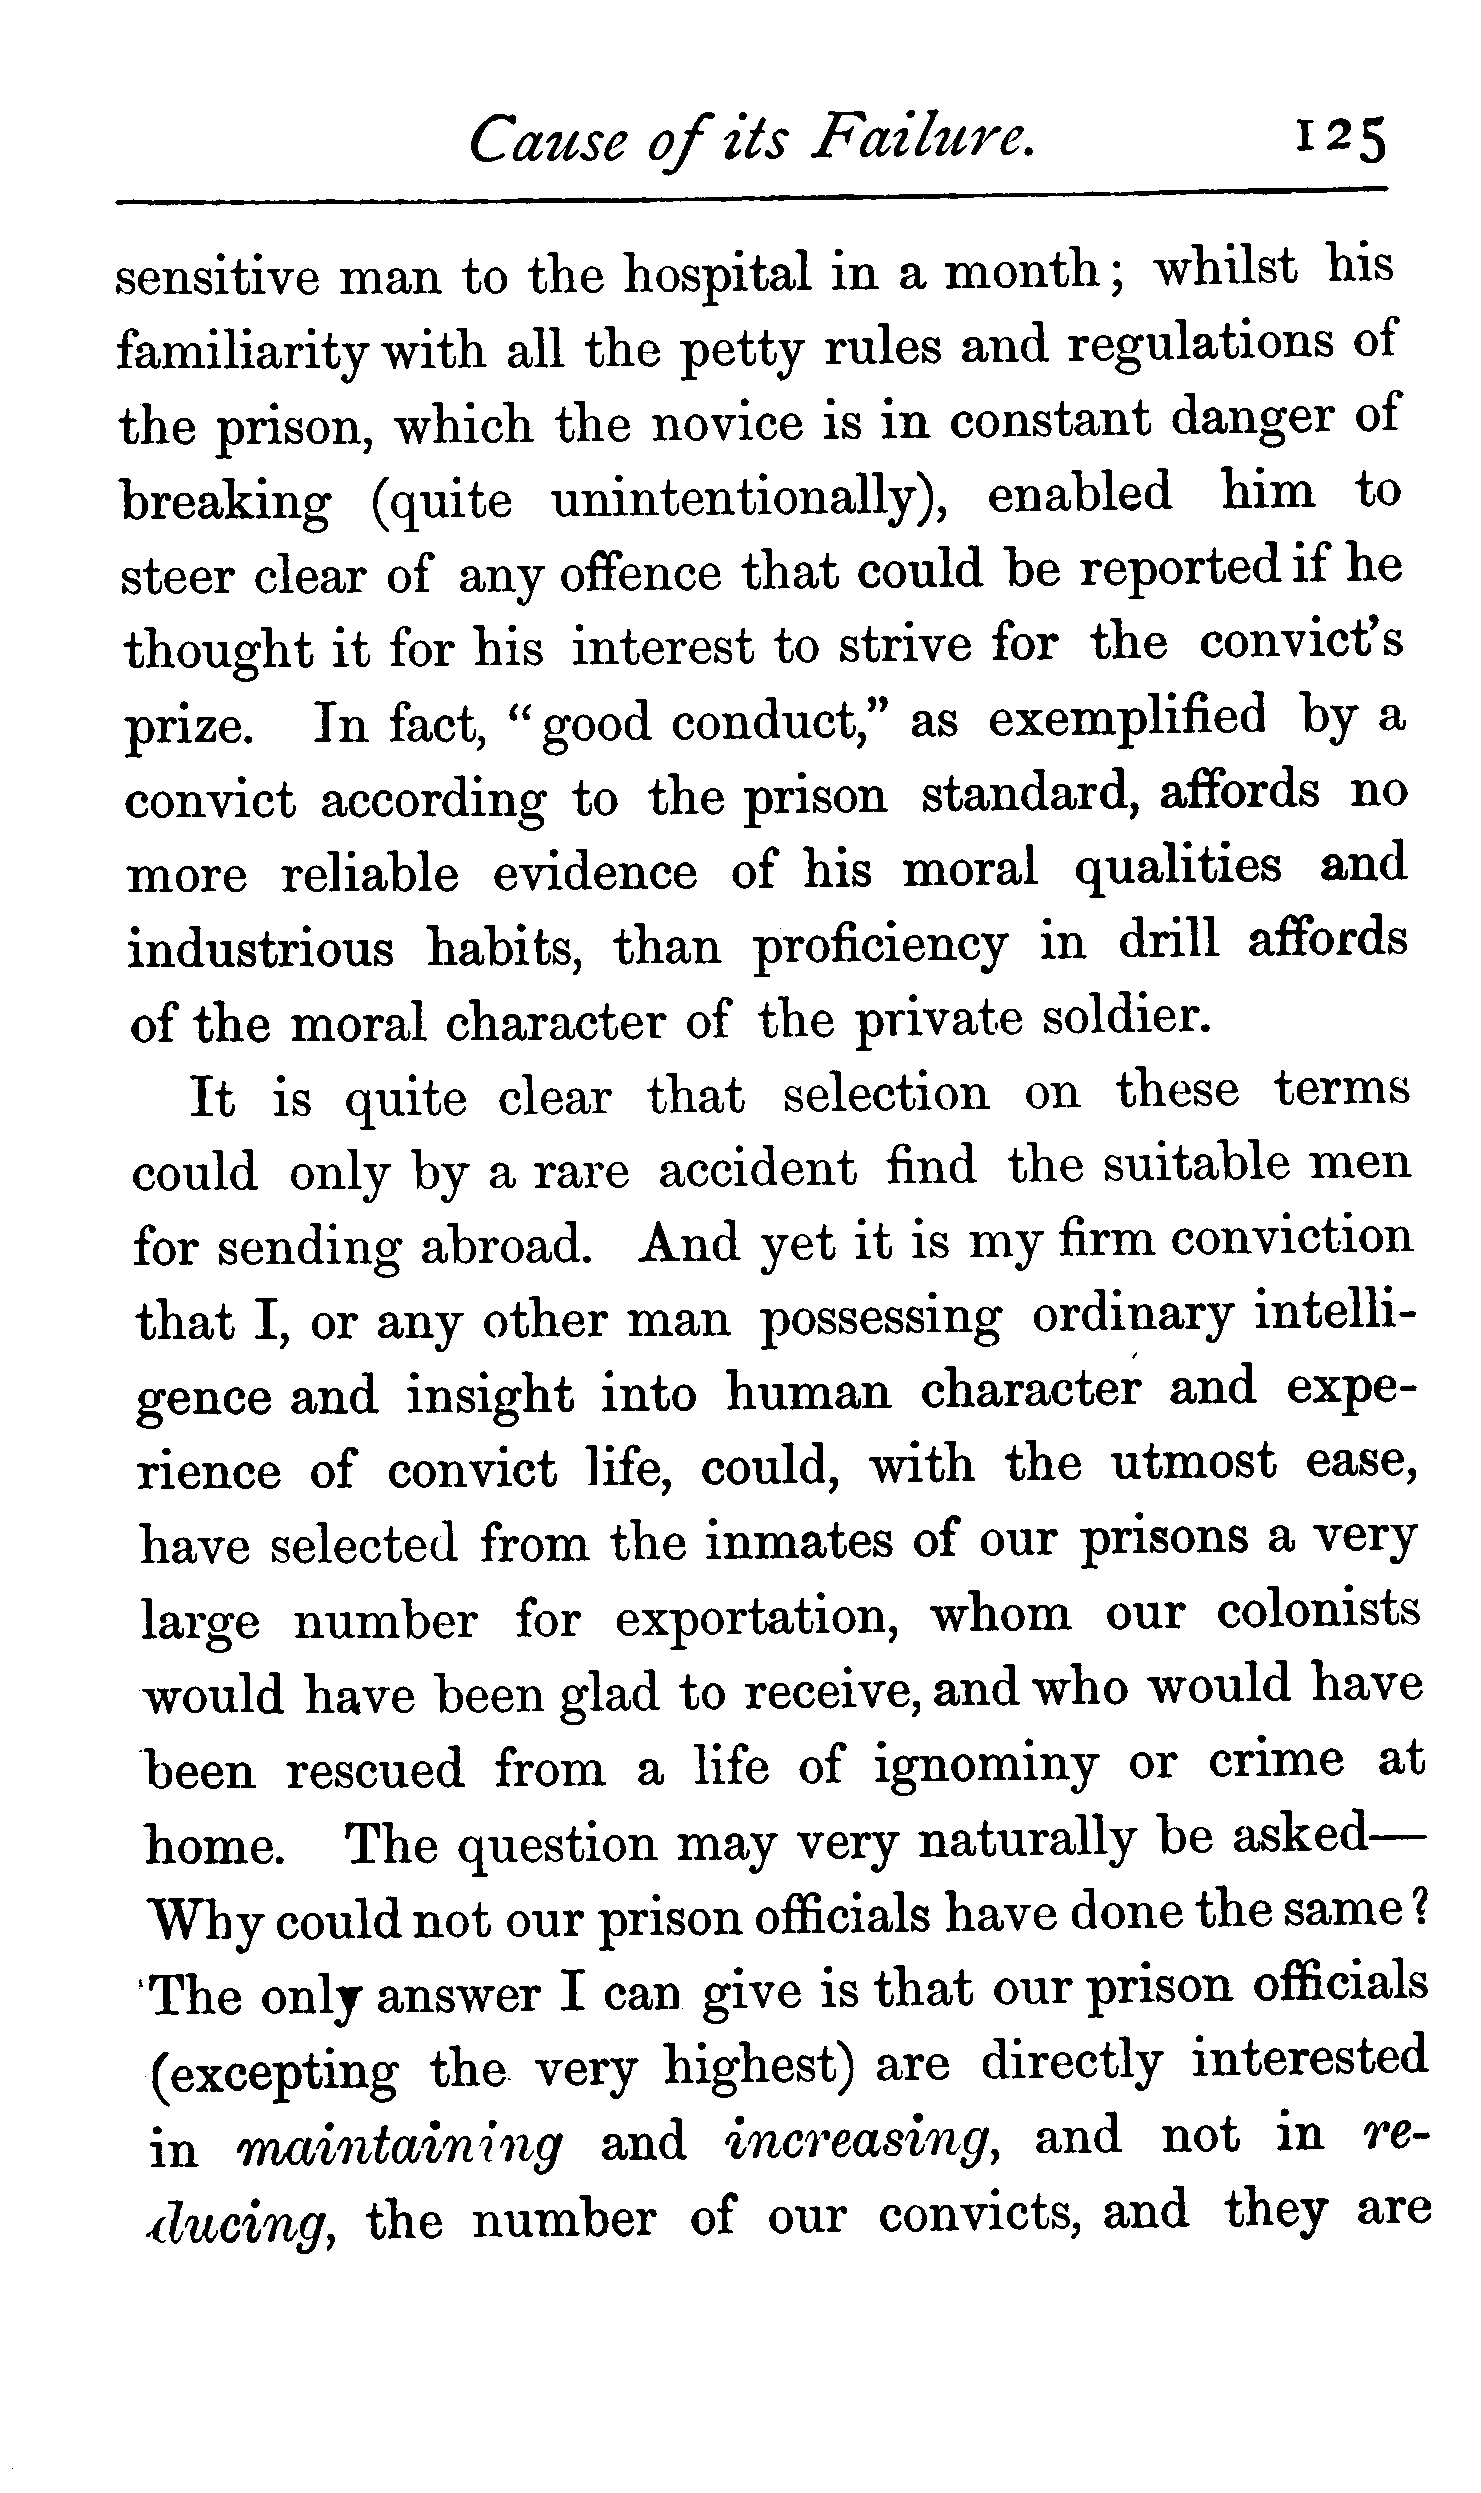 Cause of its Failure. 125
sensitive man to the hospital in a month; whilst his
familiarity with all the petty rules and regulations of
the prison, which the novice is in constant danger of
breaking (quite unintentionally), enabled him to
steer clear of any offence that could be reported if he
thought it for his interest to strive for the convict's
prize. In fact, "good conduct," as exemplified by a
convict according to the prison standard, affords no
more reliable evidence of his moral qualities and
industrious habits, than proficiency in drill affords
of the moral character of the private soldier.
It is quite clear that selection on these terms
could only by a rare accident find the suitable men
for sending abroad. And yet it is my firm conviction
that I, or any other man possessing ordinary intelli-
gence and insight into human character and expe-
rience of convict life, could, with the utmost ease,
have selected from the inmates of our prisons a very
large number for exportation, whom our colonists
would have been glad to receive, and who would have
been rescued from a life of ignominy or crime at
home. The question may very naturally be asked—
Why could not our prison officials have done the same?
The only answer I can give is that our prison officials
(excepting the very highest) are directly interested
in maintaining and increasing, and not in re-
ducing, the number of our convicts, and they are